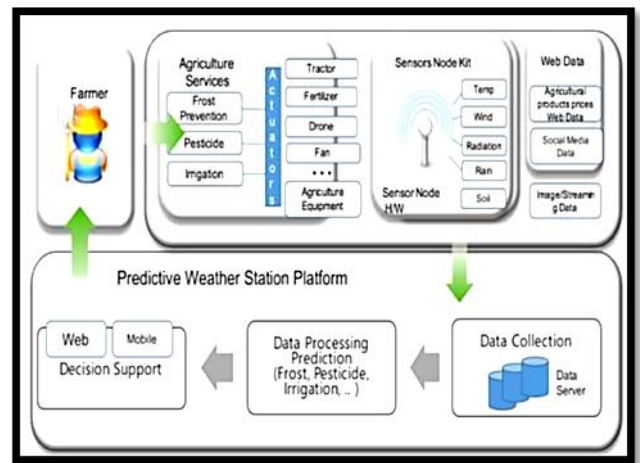 Farmer
Agriculture
Services
Frost
Prevention
Pesticide
Irrigation
Actuators
Tractor
Fertilizer
Drone
Fan
• • •
Agriculture
Equipment
Sensors Node Kit
Temp
Wind
Radiation
Rain
Soil
Sensor Node
H/W
Web Data
Agricultural
products prices
Web Data
Social Media
Data
Image/Streamin
g Data
Predictive Weather Station Platform
Web
Mobile
Decision Support
Data Processing
Prediction
(Frost, Pesticide,
Irrigation, .. )
Data Collection
Data
Server